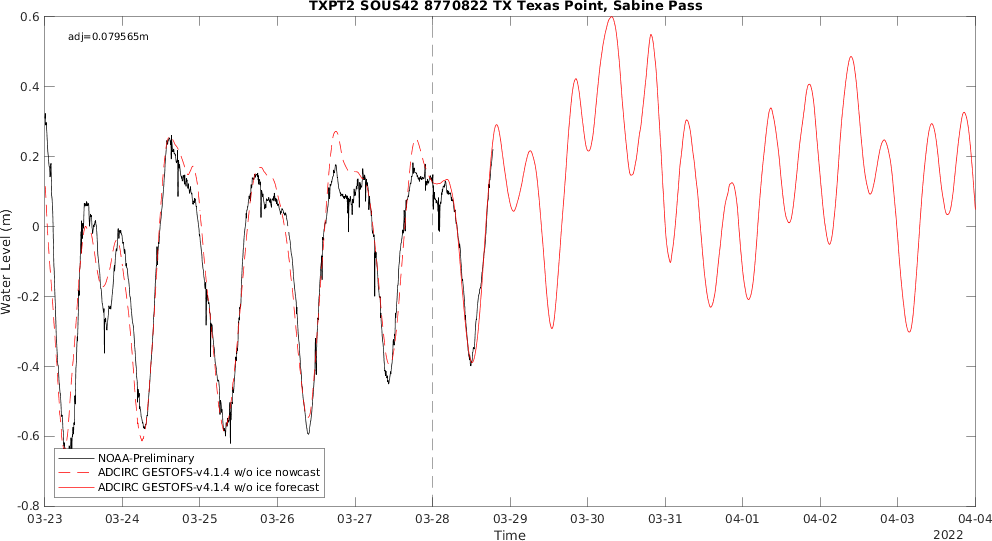 TXPT2 SOUS42 8770822 TX Texas Point, Sabine Pass
adj=0.079565m
0.6
0.4
0.2
0
-0.2
-0.4
-0.6
-0.8
Water Level (m)
NOAA-Preliminary
ADCIRC GESTOFS-v4.1.4 w/o ice nowcast
ADCIRC GESTOFS-v4.1.4 w/o ice forecast
03-23 03-24 03-25 03-26 03-27 03-28 03-29 03-30 03-31 04-01 04-02 04-03 04-04
Time
2022